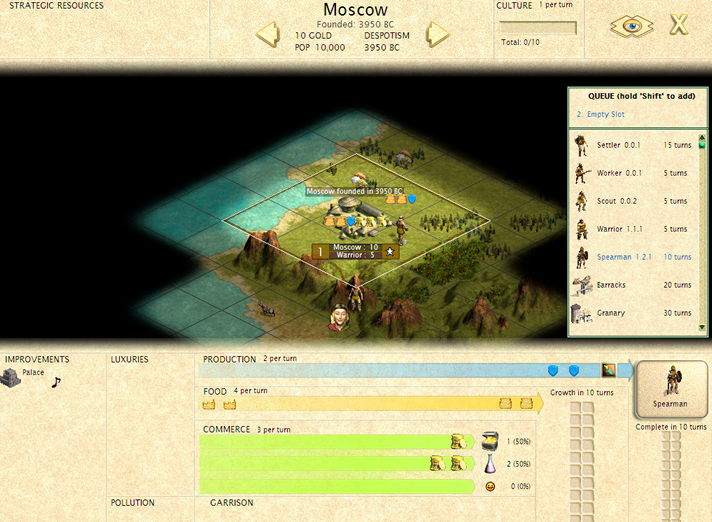 STRATEGIC RESOURCES
Moscow
Founded: 3950 BC
10 GOLD DESPOTISM
POP 10,000 3950 BC
CULTURE 1 per turn
Total: 0/10
X
QUEUE (hold 'Shift' to add)
2. Empty Slot
Settler 0.0.1 15 turns
Worker 0.0.1 5 turns
Scout 0.0.2 5 turns
Warrior 1.1.1 5 turns
Spearman 1.2.1 10 turns
Barracks 20 turns
Granary 30 turns
Moscow founded in 3950 BC
1 Moscow : 10
Warrior : 5
IMPROVEMENTS
Palace
LUXURIES
PRODUCTION 2 per turn
FOOD 4 per turn
Growth in 10 turns
Spearman
Complete in 10 turns
COMMERCE 3 per turn
1 (50%)
2 (50%)
0 (0%)
POLLUTION
GARRISON